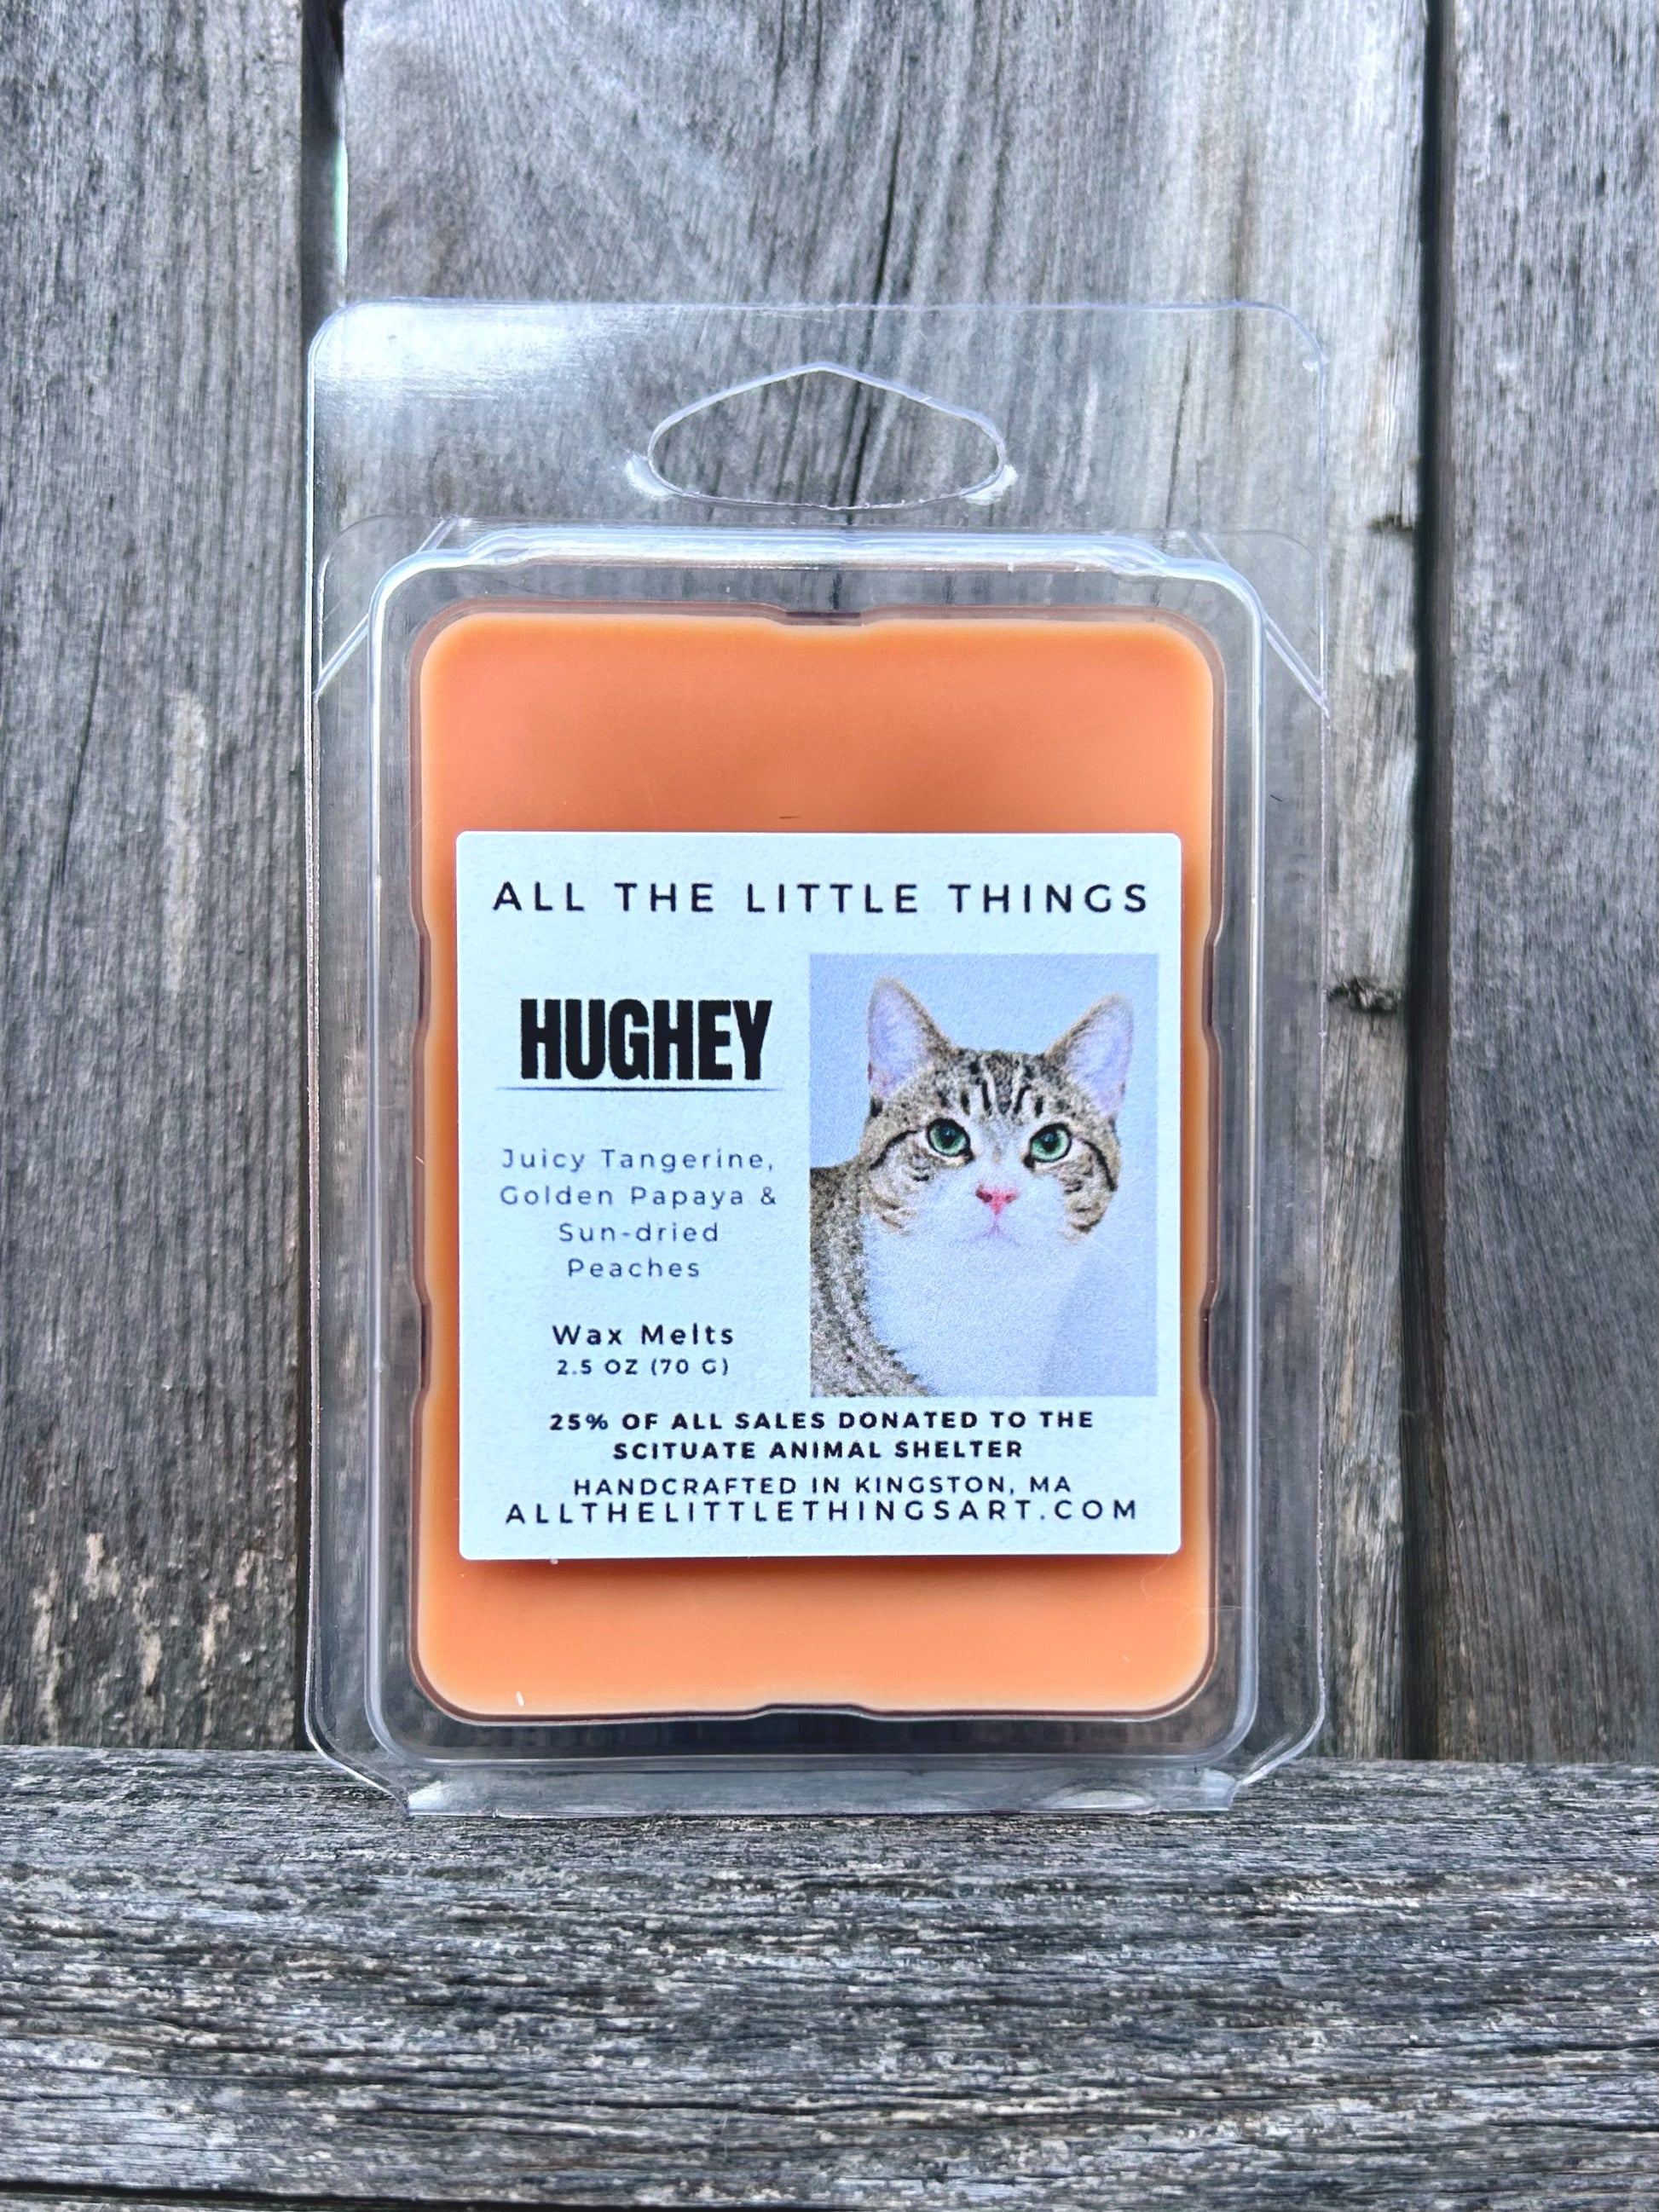 ALL THE LITTLE THINGS
HUGHEY
Juicy Tangerine,
Golden Papaya &
Sun-dried
Peaches
Wax Melts
2.5 OZ (70 G)
25% OF ALL SALES DONATED TO THE
SCITUATE ANIMAL SHELTER
HANDCRAFTED IN KINGSTON, MA
ALLTHELITTLETHINGSART.COM